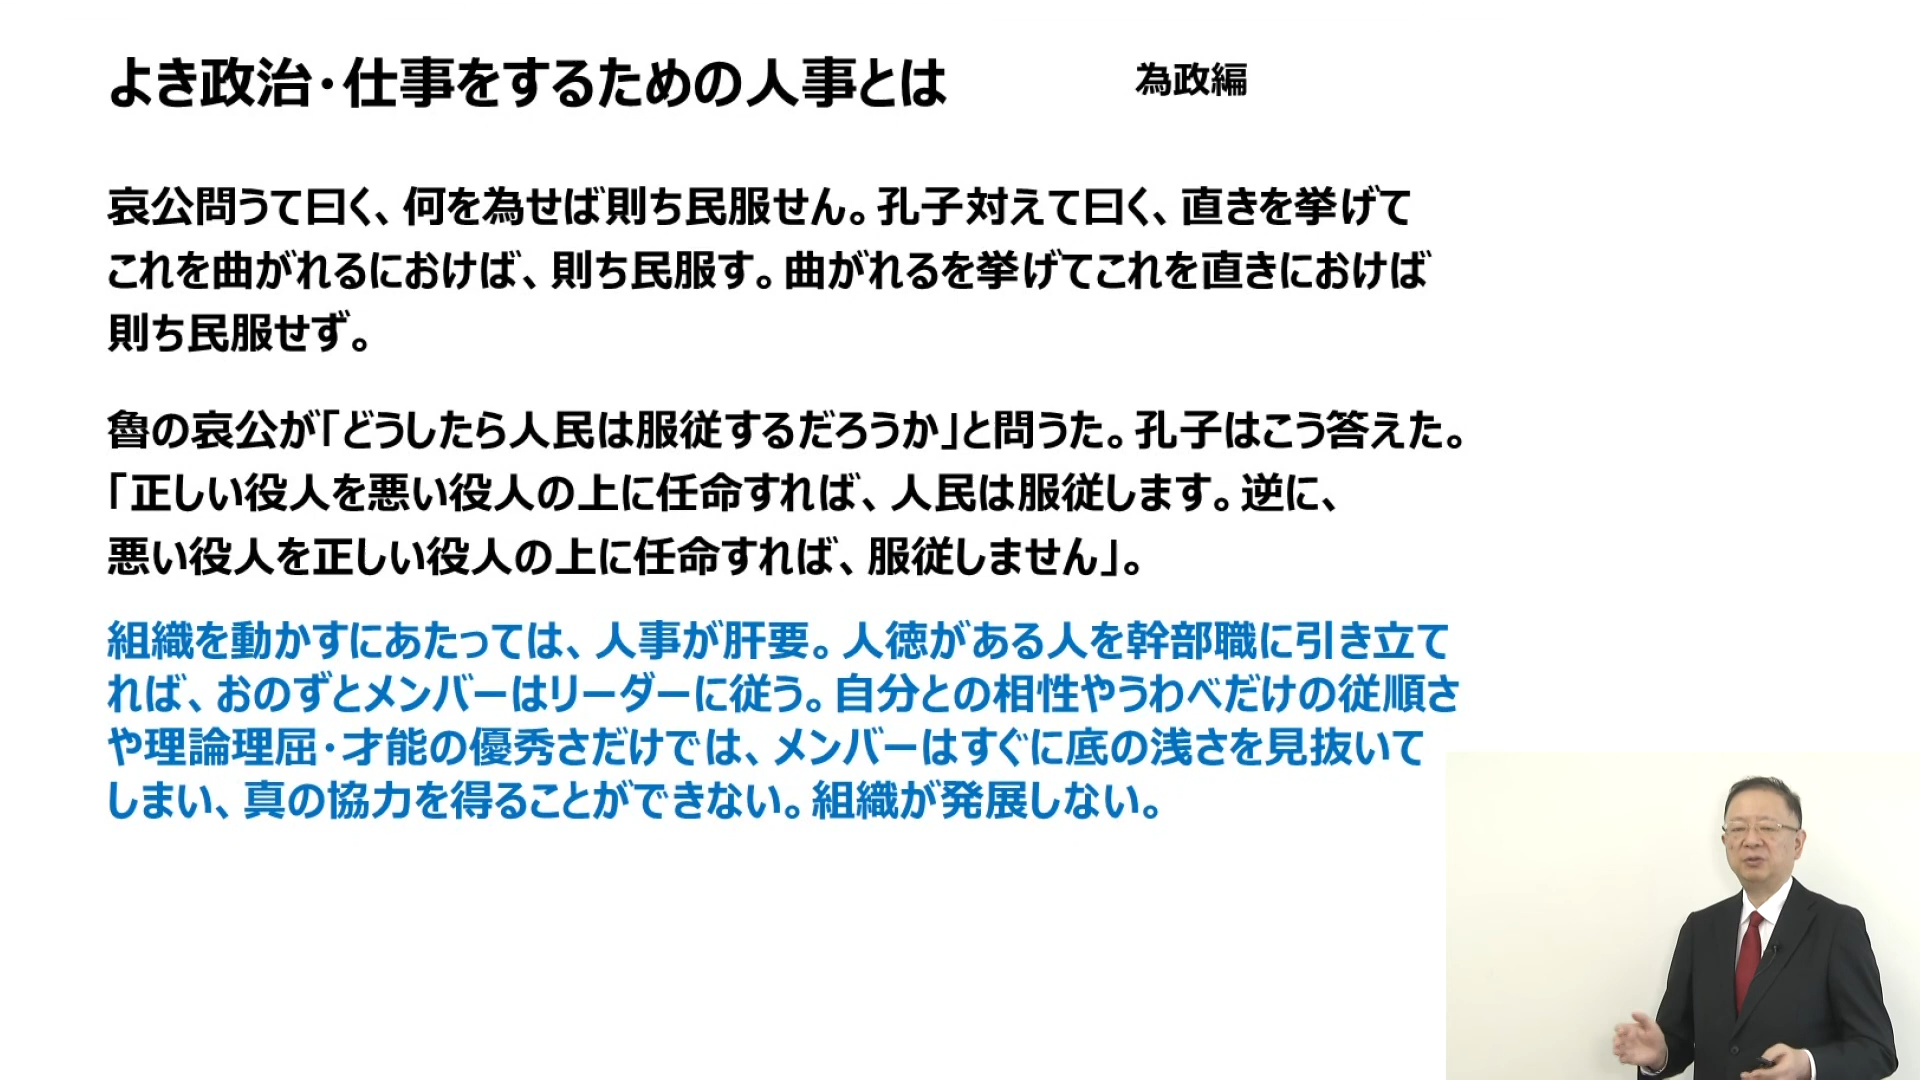 よき政治・仕事をするための人事とは
為政編
哀公問うて曰く、何を為せば則ち民服せん。孔子対えて曰く、直きを挙げて
これを曲がれるにおけば、則ち民服す。曲がれるを挙げてこれを直きにおけば
則ち民服せず。
魯の哀公が「どうしたら人民は服従するだろうか」と問うた。孔子はこう答えた。
「正しい役人を悪い役人の上に任命すれば、人民は服従します。逆に、
悪い役人を正しい役人の上に任命すれば、服従しません」。
組織を動かすにあたっては、人事が肝要。人徳がある人を幹部職に引き立て
れば、おのずとメンバーはリーダーに従う。自分との相性やうわべだけの従順さ
や理論理屈・才能の優秀さだけでは、メンバーはすぐに底の浅さを見抜いて
しまい、真の協力を得ることができない。組織が発展しない。